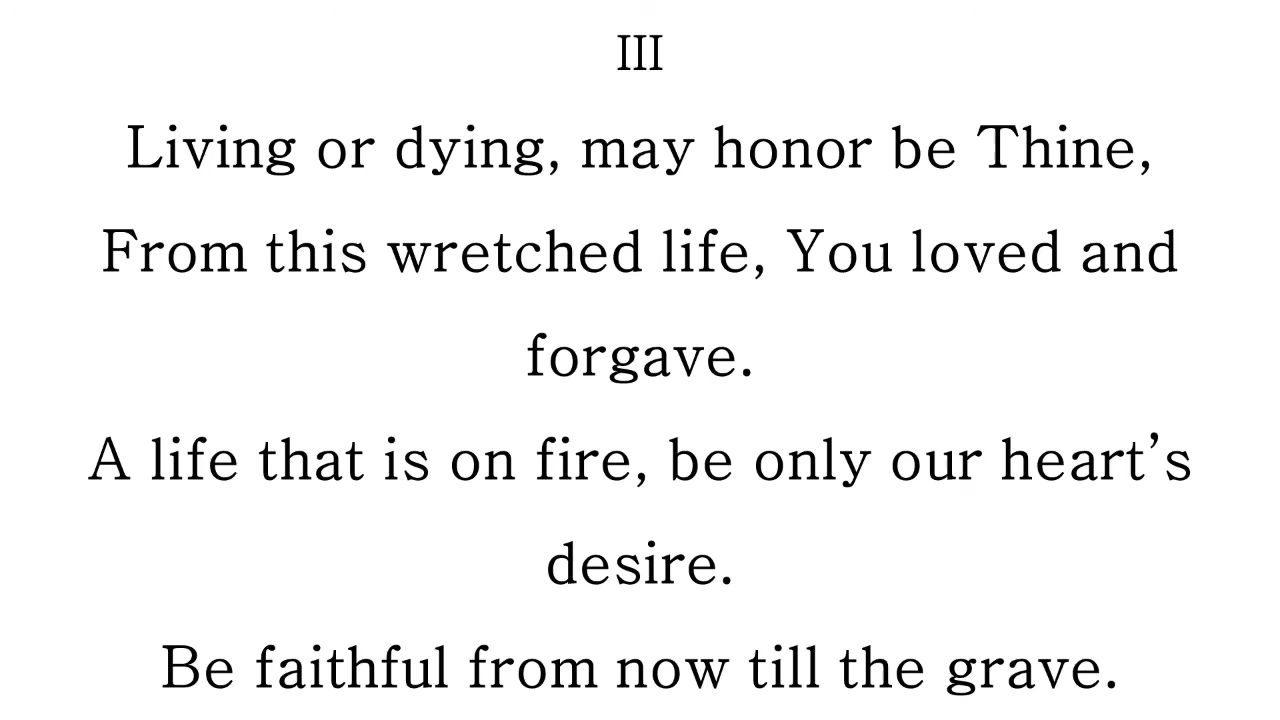 III
Living or dying, may honor be Thine,
From this wretched life, You loved and
forgave.
A life that is on fire, be only our heart’s
desire.
Be faithful from now till the grave.